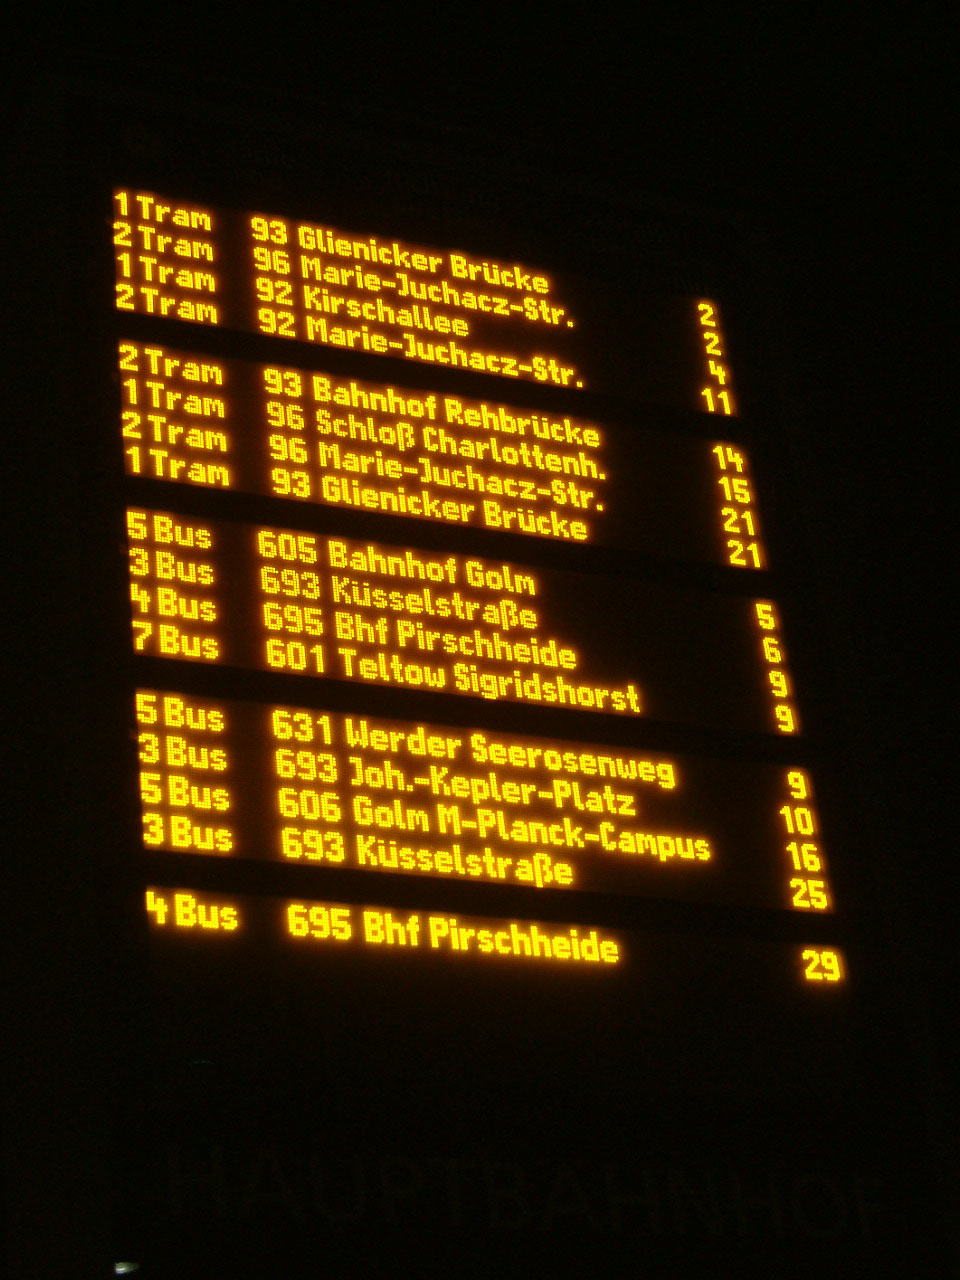 1 Tram 93 Glienicker Brücke 2
2 Tram 96 Marie-Juchacz-Str. 2
1 Tram 92 Kirschallee 4
2 Tram 92 Marie-Juchacz-Str. 11
2 Tram 93 Bahnhof Rehbrücke 14
1 Tram 96 Schloß Charlottenh. 15
2 Tram 96 Marie-Juchacz-Str. 21
1 Tram 93 Glienicker Brücke 21
5 Bus 605 Bahnhof Golm 5
3 Bus 693 Küsselstraße 6
4 Bus 695 Bhf Pirschheide 9
7 Bus 601 Teltow Sigridshorst 9
5 Bus 631 Werder Seerosenweg 9
3 Bus 693 Joh.-Kepler-Platz 10
5 Bus 606 Golm M-Planck-Campus 16
3 Bus 693 Küsselstraße 25
4 Bus 695 Bhf Pirschheide 29
HAUPTBAHNHOF